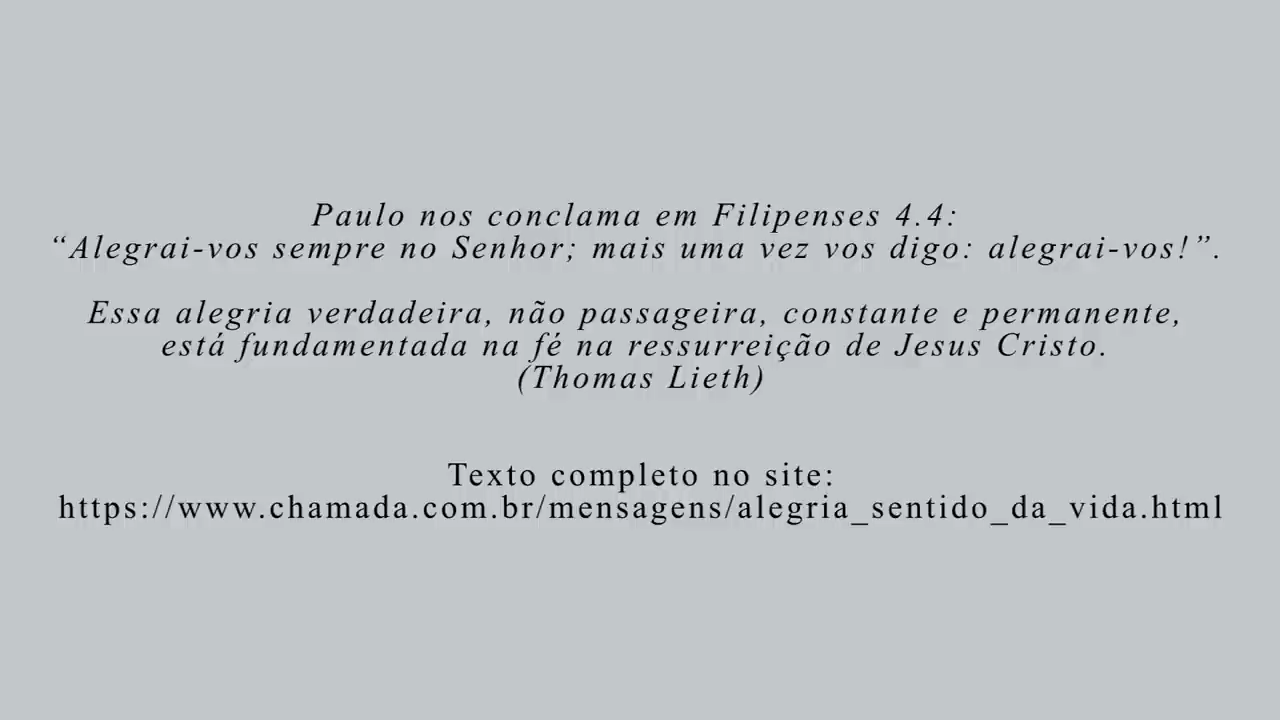 Paulo nos conclama em Filipenses 4.4:
“Alegrai-vos sempre no Senhor; mais uma vez vos digo: alegrai-vos!”.
Essa alegria verdadeira, não passageira, constante e permanente,
está fundamentada na fé na ressurreição de Jesus Cristo.
(Thomas Lieth)
Texto completo no site:
https://www.chamada.com.br/mensagens/alegria_sentido_da_vida.html